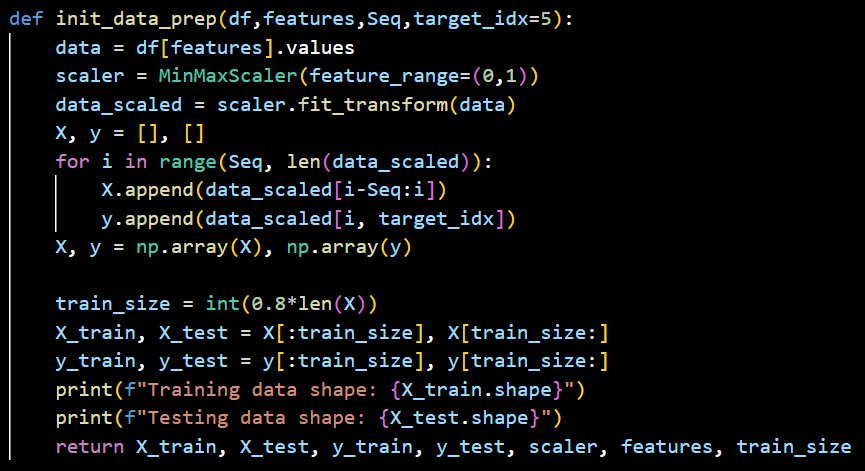 def init_data_prep(df,features,Seq,target_idx=5):
    data = df[features].values
    scaler = MinMaxScaler(feature_range=(0,1))
    data_scaled = scaler.fit_transform(data)
    X, y = [], []
    for i in range(Seq, len(data_scaled)):
        X.append(data_scaled[i-Seq:i])
        y.append(data_scaled[i, target_idx])
    X, y = np.array(X), np.array(y)

    train_size = int(0.8*len(X))
    X_train, X_test = X[:train_size], X[train_size:]
    y_train, y_test = y[:train_size], y[train_size:]
    print(f"Training data shape: {X_train.shape}")
    print(f"Testing data shape: {X_test.shape}")
    return X_train, X_test, y_train, y_test, scaler, features, train_size